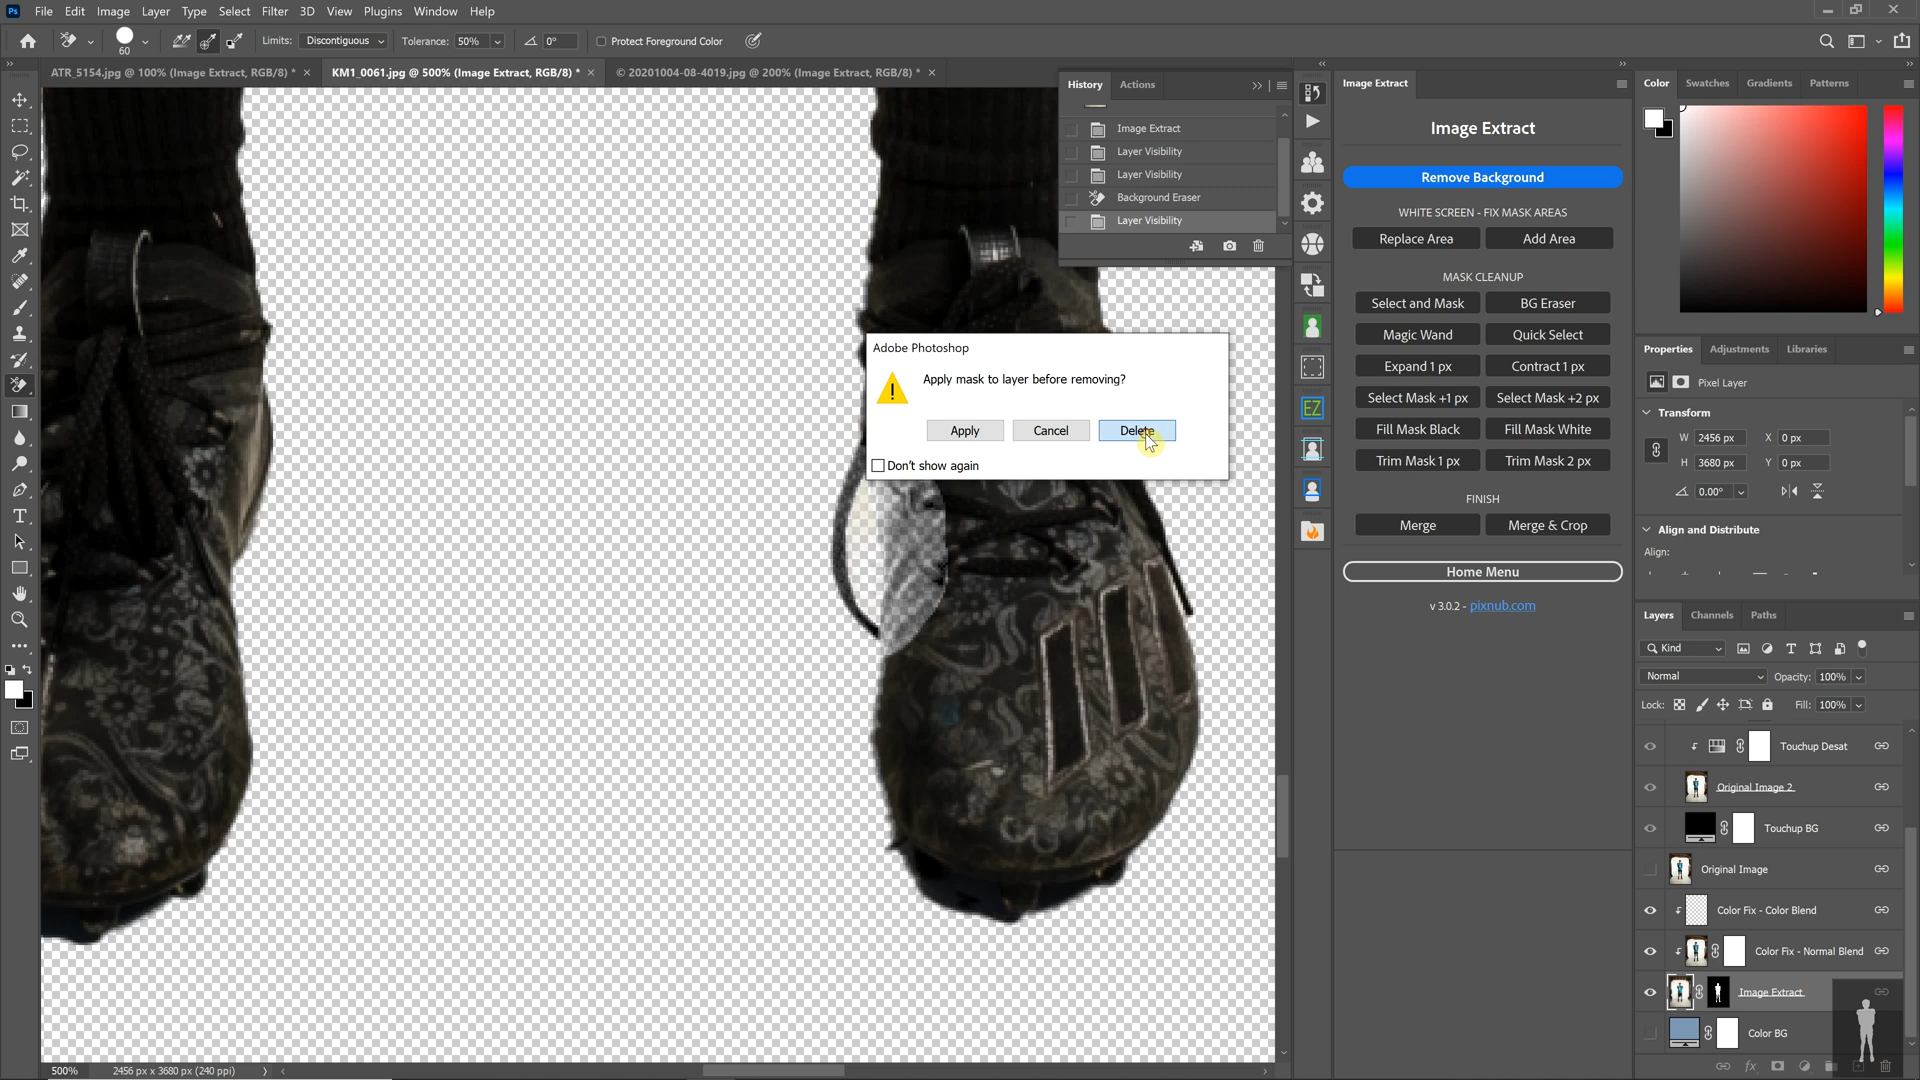 Ps File Edit Image Layer Type Select Filter 3D View Plugins Window Help
60 Limits: Discontiguous Tolerance: 50% 0° Protect Foreground Color
ATR_5154.jpg @ 100% (Image Extract, RGB/8) * × KM1_0061.jpg @ 500% (Image Extract, RGB/8) * × © 20201004-08-4019.jpg @ 200% (Image Extract, RGB/8) * ×
History Actions
Image Extract
Layer Visibility
Layer Visibility
Background Eraser
Layer Visibility
Adobe Photoshop
Apply mask to layer before removing?
Apply Cancel Delete
Don't show again
EZ
Image Extract
Image Extract
Remove Background
WHITE SCREEN - FIX MASK AREAS
Replace Area Add Area
MASK CLEANUP
Select and Mask BG Eraser
Magic Wand Quick Select
Expand 1 px Contract 1 px
Select Mask +1 px Select Mask +2 px
Fill Mask Black Fill Mask White
Trim Mask 1 px Trim Mask 2 px
FINISH
Merge Merge & Crop
Home Menu
v 3.0.2 - pixnub.com
Color Swatches Gradients Patterns
Properties Adjustments Libraries
Pixel Layer
Transform
W 2456 px X 0 px
H 3680 px Y 0 px
0.00°
Align and Distribute
Align:
Layers Channels Paths
Kind
Normal Opacity: 100%
Lock: Fill: 100%
Touchup Desat
Original Image 2
Touchup BG
Original Image
Color Fix - Color Blend
Color Fix - Normal Blend
Image Extract
Color BG
fx
500% 2456 px x 3680 px (240 ppi)